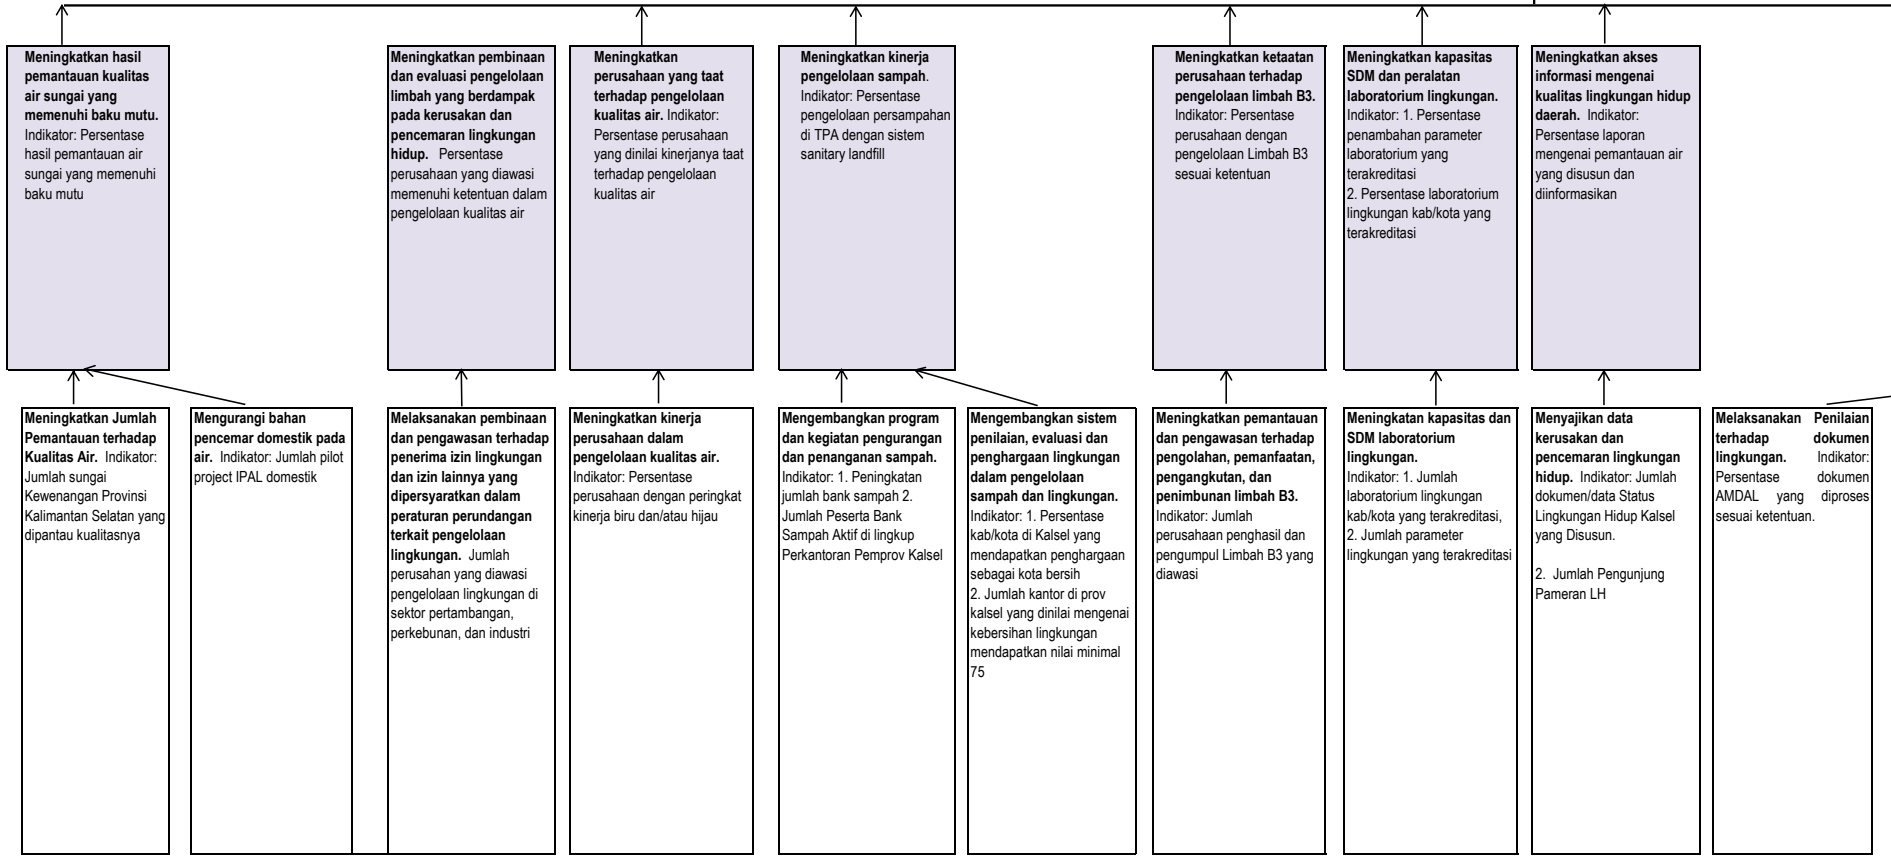 Meningkatkan hasil
pemantauan kualitas
air sungai yang
memenuhi baku mutu.
Indikator: Persentase
hasil pemantauan air
sungai yang memenuhi
baku mutu
Meningkatkan pembinaan
dan evaluasi pengelolaan
limbah yang berdampak
pada kerusakan dan
pencemaran lingkungan
hidup. Persentase
perusahaan yang diawasi
memenuhi ketentuan dalam
pengelolaan kualitas air
Meningkatkan
perusahaan yang taat
terhadap pengelolaan
kualitas air. Indikator:
Persentase perusahaan
yang dinilai kinerjanya taat
terhadap pengelolaan
kualitas air
Meningkatkan kinerja
pengelolaan sampah.
Indikator: Persentase
pengelolaan persampahan
di TPA dengan sistem
sanitary landfill
Meningkatkan ketaatan
perusahaan terhadap
pengelolaan limbah B3.
Indikator: Persentase
perusahaan dengan
pengelolaan Limbah B3
sesuai ketentuan
Meningkatkan kapasitas
SDM dan peralatan
laboratorium lingkungan.
Indikator: 1. Persentase
penambahan parameter
laboratorium yang
terakreditasi
2. Persentase laboratorium
lingkungan kab/kota yang
terakreditasi
Meningkatkan akses
informasi mengenai
kualitas lingkungan hidup
daerah. Indikator:
Persentase laporan
mengenai pemantauan air
yang disusun dan
diinformasikan
Meningkatkan Jumlah
Pemantauan terhadap
Kualitas Air. Indikator:
Jumlah sungai
Kewenangan Provinsi
Kalimantan Selatan yang
dipantau kualitasnya
Mengurangi bahan
pencemar domestik pada
air. Indikator: Jumlah pilot
project IPAL domestik
Melaksanakan pembinaan
dan pengawasan terhadap
penerima izin lingkungan
dan izin lainnya yang
dipersyaratkan dalam
peraturan perundangan
terkait pengelolaan
lingkungan. Jumlah
perusahan yang diawasi
pengelolaan lingkungan di
sektor pertambangan,
perkebunan, dan industri
Meningkatkan kinerja
perusahaan dalam
pengelolaan kualitas air.
Indikator: Persentase
perusahaan dengan peringkat
kinerja biru dan/atau hijau
Mengembangkan program
dan kegiatan pengurangan
dan penanganan sampah.
Indikator: 1. Peningkatan
jumlah bank sampah 2.
Jumlah Peserta Bank
Sampah Aktif di lingkup
Perkantoran Pemprov Kalsel
Mengembangkan sistem
penilaian, evaluasi dan
penghargaan lingkungan
dalam pengelolaan
sampah dan lingkungan.
Indikator: 1. Persentase
kab/kota di Kalsel yang
mendapatkan penghargaan
sebagai kota bersih
2. Jumlah kantor di prov
kalsel yang dinilai mengenai
kebersihan lingkungan
mendapatkan nilai minimal
75
Meningkatkan pemantauan
dan pengawasan terhadap
pengolahan, pemanfaatan,
pengangkutan, dan
penimbunan limbah B3.
Indikator: Jumlah
perusahaan penghasil dan
pengumpul Limbah B3 yang
diawasi
Meningkatan kapasitas dan
SDM laboratorium
lingkungan.
Indikator: 1. Jumlah
laboratorium lingkungan
kab/kota yang terakreditasi,
2. Jumlah parameter
lingkungan yang terakreditasi
Menyajikan data
kerusakan dan
pencemaran lingkungan
hidup. Indikator: Jumlah
dokumen/data Status
Lingkungan Hidup Kalsel
yang Disusun.
2. Jumlah Pengunjung
Pameran LH
Melaksanakan Penilaian
terhadap dokumen
lingkungan. Indikator:
Persentase dokumen
AMDAL yang diproses
sesuai ketentuan.